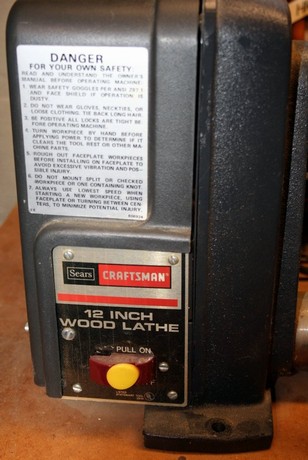 DANGER
FOR YOUR OWN SAFETY:
READ AND UNDERSTAND THE OWNER'S
MANUAL BEFORE OPERATING MACHINE
1. WEAR SAFETY GOGGLES PER
AND FACE SHIELD IF OPERATION IS
DUSTY.
2. DO NOT WEAR GLOVES, NECKTIES, OR
LOOSE CLOTHING. TIE BACK LONG HAIR.
3. BE POSITIVE ALL LOCKS ARE TIGHT BE-
FORE OPERATING MACHINE.
4. TURN WORKPIECE BY HAND BEFORE
APPLYING POWER TO DETERMINE IF IT
CLEARS THE TOOL REST OR OTHER MA-
CHINE PARTS.
5. ROUGH OUT FACEPLATE WORKPIECES
BEFORE INSTALLING ON FACEPLATE TO
AVOID EXCESSIVE VIBRATION AND POS-
SIBLE INJURY.
6. DO NOT MOUNT SPLIT OR CHECKED
WORKPIECE OR ONE CONTAINING KNOT.
7. ALWAYS USE LOWEST SPEED WHEN
STARTING A NEW WORKPIECE, USING
FACEPLATE OR TURNING BETWEEN CEN-
TERS, TO MINIMIZE POTENTIAL INJURY.
Sears CRAFTSMAN
12 INCH
WOOD LATHE
PULL ON